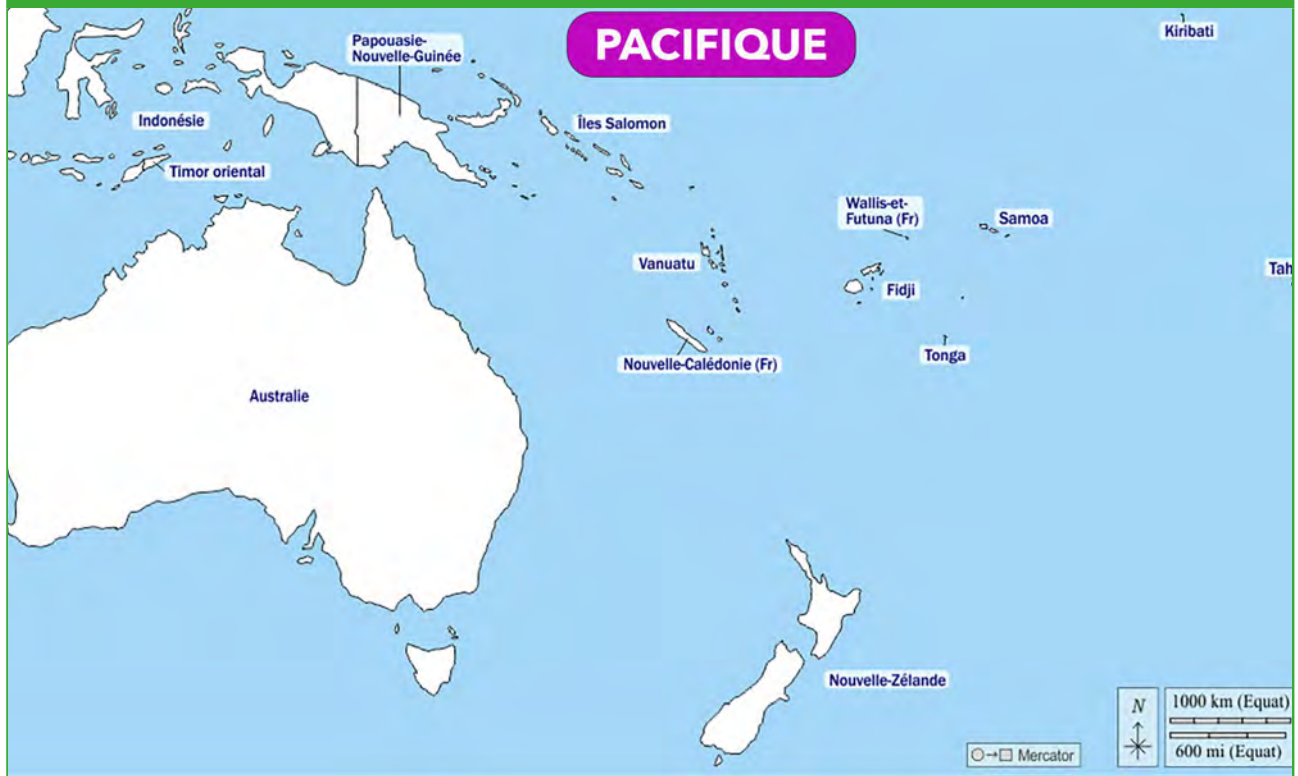 PACIFIQUE
Kiribati
Papouasie-
Nouvelle-Guinée
Indonésie
Îles Salomon
Timor oriental
Wallis-et-
Futuna (Fr)
Samoa
Vanuatu
Tah
Fidji
Nouvelle-Calédonie (Fr)
Tonga
Australie
Nouvelle-Zélande
N
1000 km (Equat)
600 mi (Equat)
Mercator